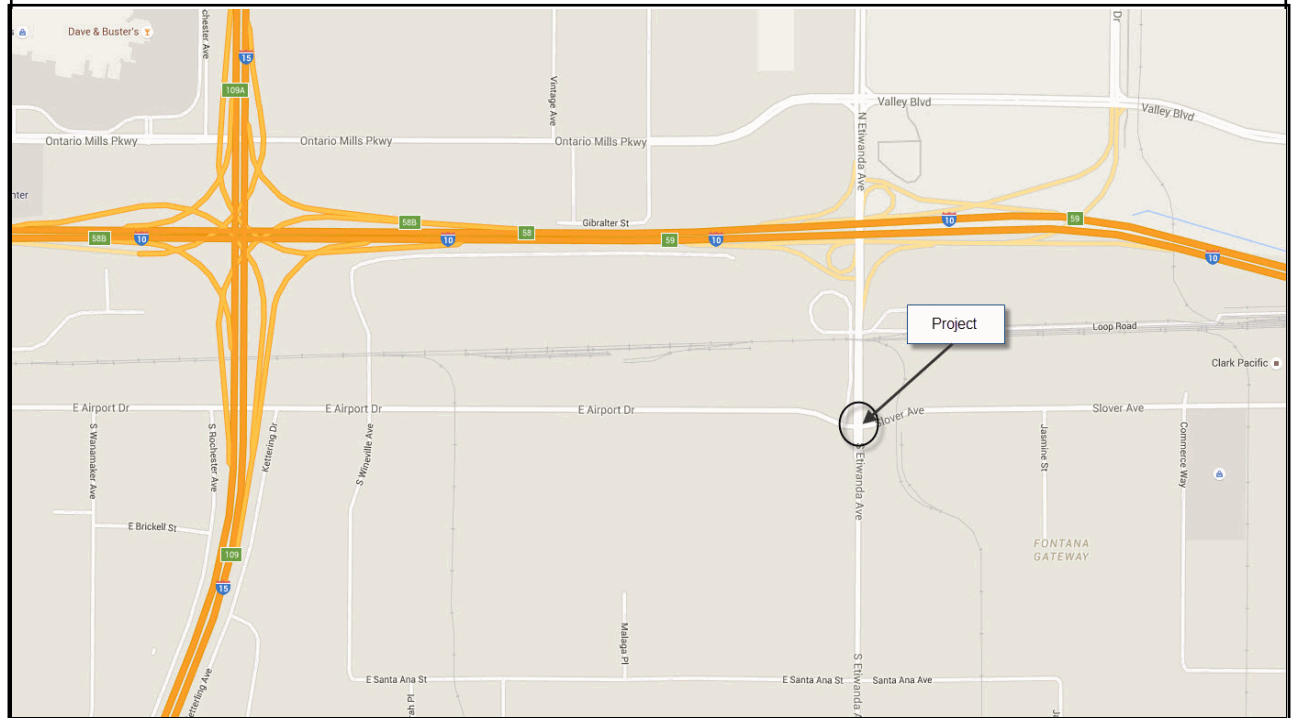 Dave & Buster's
chester Ave
15
109A
Vintage Ave
Dr
Valley Blvd
Valley Blvd
Ontario Mills Pkwy
Ontario Mills Pkwy
Ontario Mills Pkwy
N Etiwanda Ave
nter
58B
10
58B
10
58
Gibralter St
59
10
10
59
10
Project
Loop Road
Clark Pacific
E Airport Dr
E Airport Dr
E Airport Dr
Slover Ave
Slover Ave
S Wanamaker Ave
S Rochester Ave
Kettering Dr
S Wineville Ave
S Etiwanda Ave
Jasmine St
Commerce Way
E Brickell St
109
15
FONTANA
GATEWAY
Malaga Pl
E Santa Ana St
E Santa Ana St
Santa Ana Ave
S Etiwanda A
etterling Ave
ah Pl